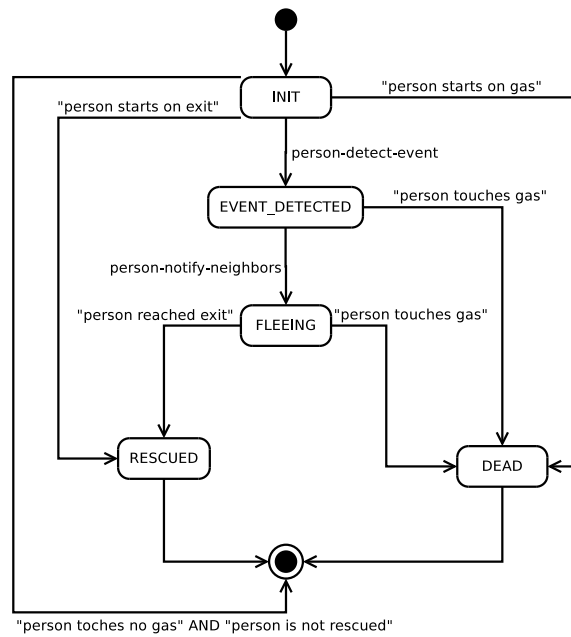 INIT
"person starts on gas"
"person starts on exit"
person-detect-event
EVENT_DETECTED
"person touches gas"
person-notify-neighbors
"person reached exit"
FLEEING
"person touches gas"
RESCUED
DEAD
"person toches no gas" AND "person is not rescued"